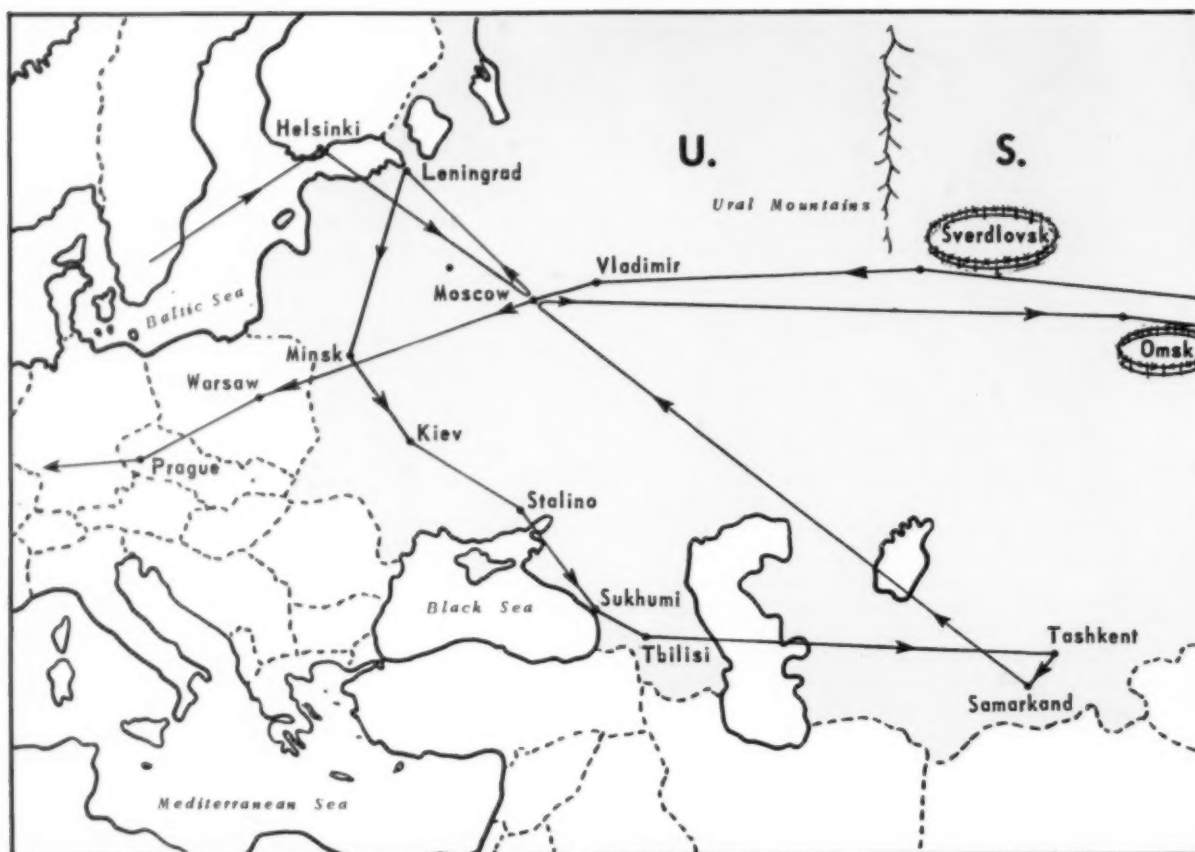 Helsinki
Leningrad
U. S.
Ural Mountains
Sverdlovsk
Vladimir
Moscow
Baltic Sea
Omsk
Minsk
Warsaw
Kiev
Prague
Stalino
Sukhumi
Black Sea
Tashkent
Tbilisi
Samarkand
Mediterranean Sea